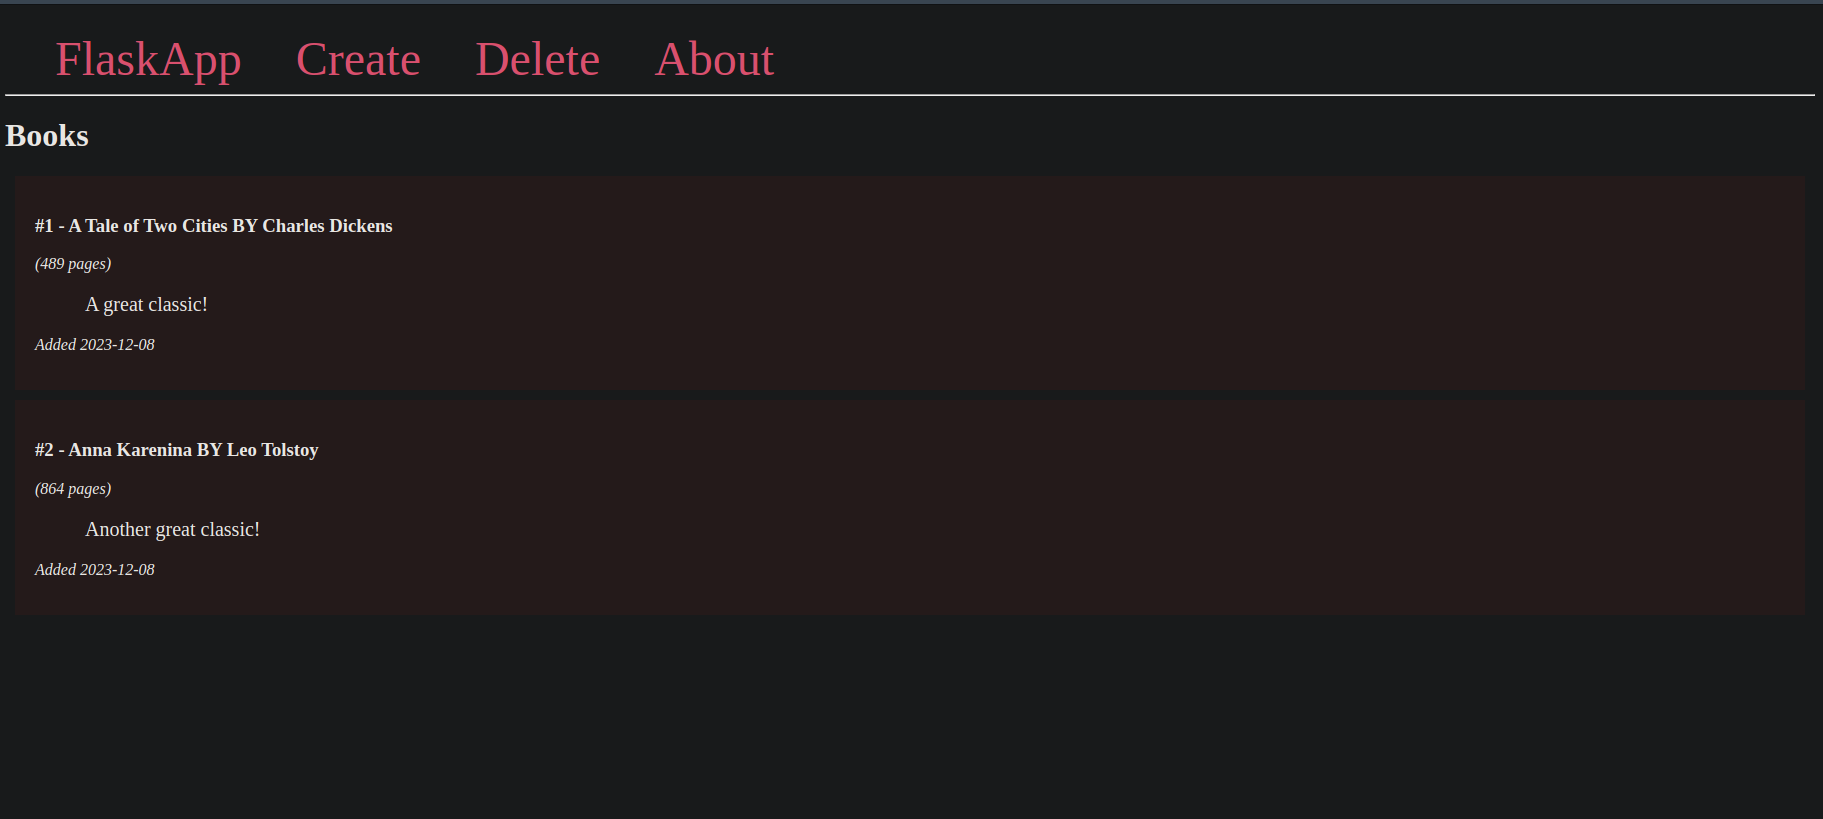 FlaskApp Create Delete About
Books
#1 - A Tale of Two Cities BY Charles Dickens
(489 pages)
A great classic!
Added 2023-12-08
#2 - Anna Karenina BY Leo Tolstoy
(864 pages)
Another great classic!
Added 2023-12-08